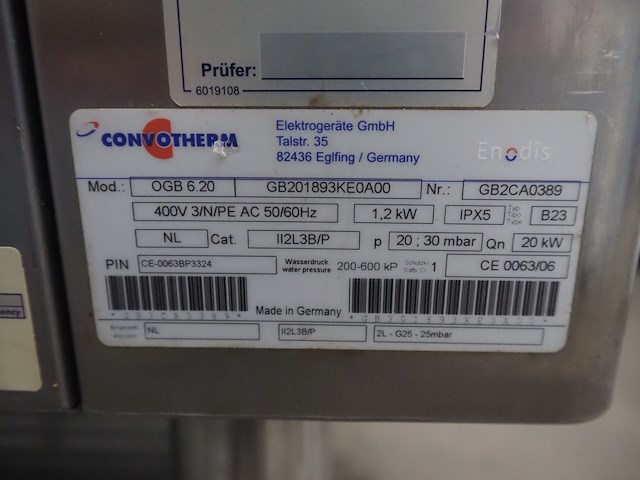 Prüfer:
6019108
CONVOTHERM
Elektrogeräte GmbH
Talstr. 35
82436 Eglfing / Germany
Enodis
Mod.: OGB 6.20 GB201893KE0A00 Nr.: GB2CA0389
400V 3/N/PE AC 50/60Hz 1,2 kW IPX5 B23
NL Cat. II2L3B/P p 20 ; 30 mbar Qn 20 kW
PIN CE-0063BP3324 Wasserdruck water pressure 200-600 kP 1 CE 0063/06
Made in Germany
NL II2L3B/P 2L - G25 - 25mbar